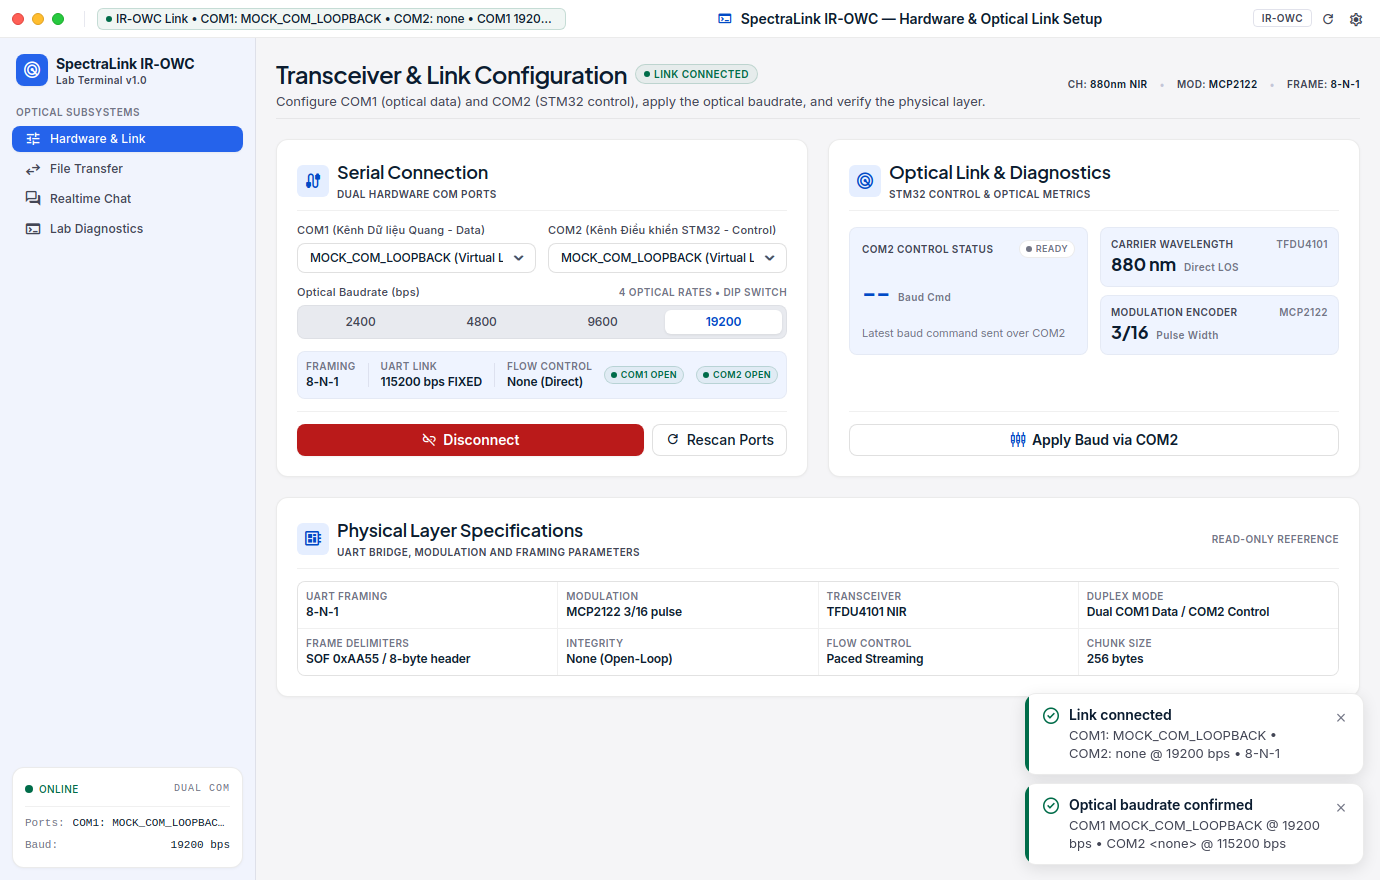 IR-OWC Link • COM1: MOCK_COM_LOOPBACK • COM2: none • COM1 1920...
SpectraLink IR-OWC — Hardware & Optical Link Setup
IR-OWC
SpectraLink IR-OWC
Lab Terminal v1.0
OPTICAL SUBSYSTEMS
Hardware & Link
File Transfer
Realtime Chat
Lab Diagnostics
Transceiver & Link Configuration
LINK CONNECTED
Configure COM1 (optical data) and COM2 (STM32 control), apply the optical baudrate, and verify the physical layer.
CH: 880nm NIR • MOD: MCP2122 • FRAME: 8-N-1
Serial Connection
DUAL HARDWARE COM PORTS
COM1 (Kênh Dữ liệu Quang - Data)
COM2 (Kênh Điều khiển STM32 - Control)
MOCK_COM_LOOPBACK (Virtual L
MOCK_COM_LOOPBACK (Virtual L
Optical Baudrate (bps)
4 OPTICAL RATES • DIP SWITCH
2400 4800 9600 19200
FRAMING
8-N-1
UART LINK
115200 bps FIXED
FLOW CONTROL
None (Direct)
COM1 OPEN
COM2 OPEN
Disconnect
Rescan Ports
Optical Link & Diagnostics
STM32 CONTROL & OPTICAL METRICS
COM2 CONTROL STATUS
READY
-- Baud Cmd
Latest baud command sent over COM2
CARRIER WAVELENGTH TFDU4101
880 nm Direct LOS
MODULATION ENCODER MCP2122
3/16 Pulse Width
Apply Baud via COM2
Physical Layer Specifications
UART BRIDGE, MODULATION AND FRAMING PARAMETERS
READ-ONLY REFERENCE
UART FRAMING
8-N-1
MODULATION
MCP2122 3/16 pulse
TRANSCEIVER
TFDU4101 NIR
DUPLEX MODE
Dual COM1 Data / COM2 Control
FRAME DELIMITERS
SOF 0xAA55 / 8-byte header
INTEGRITY
None (Open-Loop)
FLOW CONTROL
Paced Streaming
CHUNK SIZE
256 bytes
ONLINE DUAL COM
Ports: COM1: MOCK_COM_LOOPBAC…
Baud: 19200 bps
Link connected
COM1: MOCK_COM_LOOPBACK •
COM2: none @ 19200 bps • 8-N-1
Optical baudrate confirmed
COM1 MOCK_COM_LOOPBACK @ 19200
bps • COM2 <none> @ 115200 bps